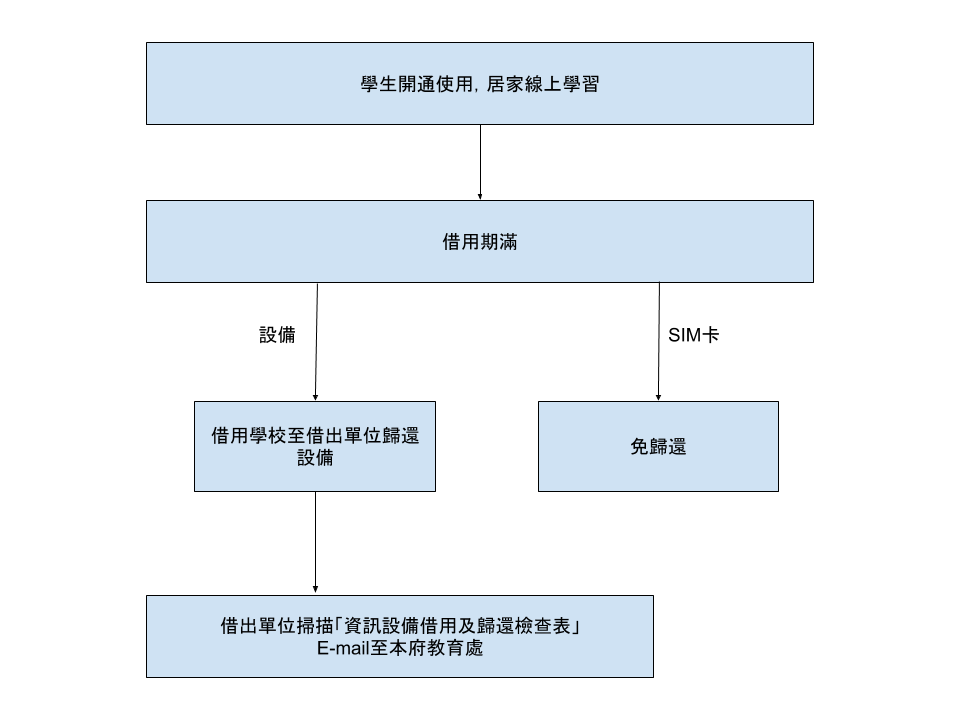 學生開通使用，居家線上學習
借用期滿
設備
SIM卡
借用學校至借出單位歸還
設備
免歸還
借出單位掃描「資訊設備借用及歸還檢查表」
E-mail至本府教育處